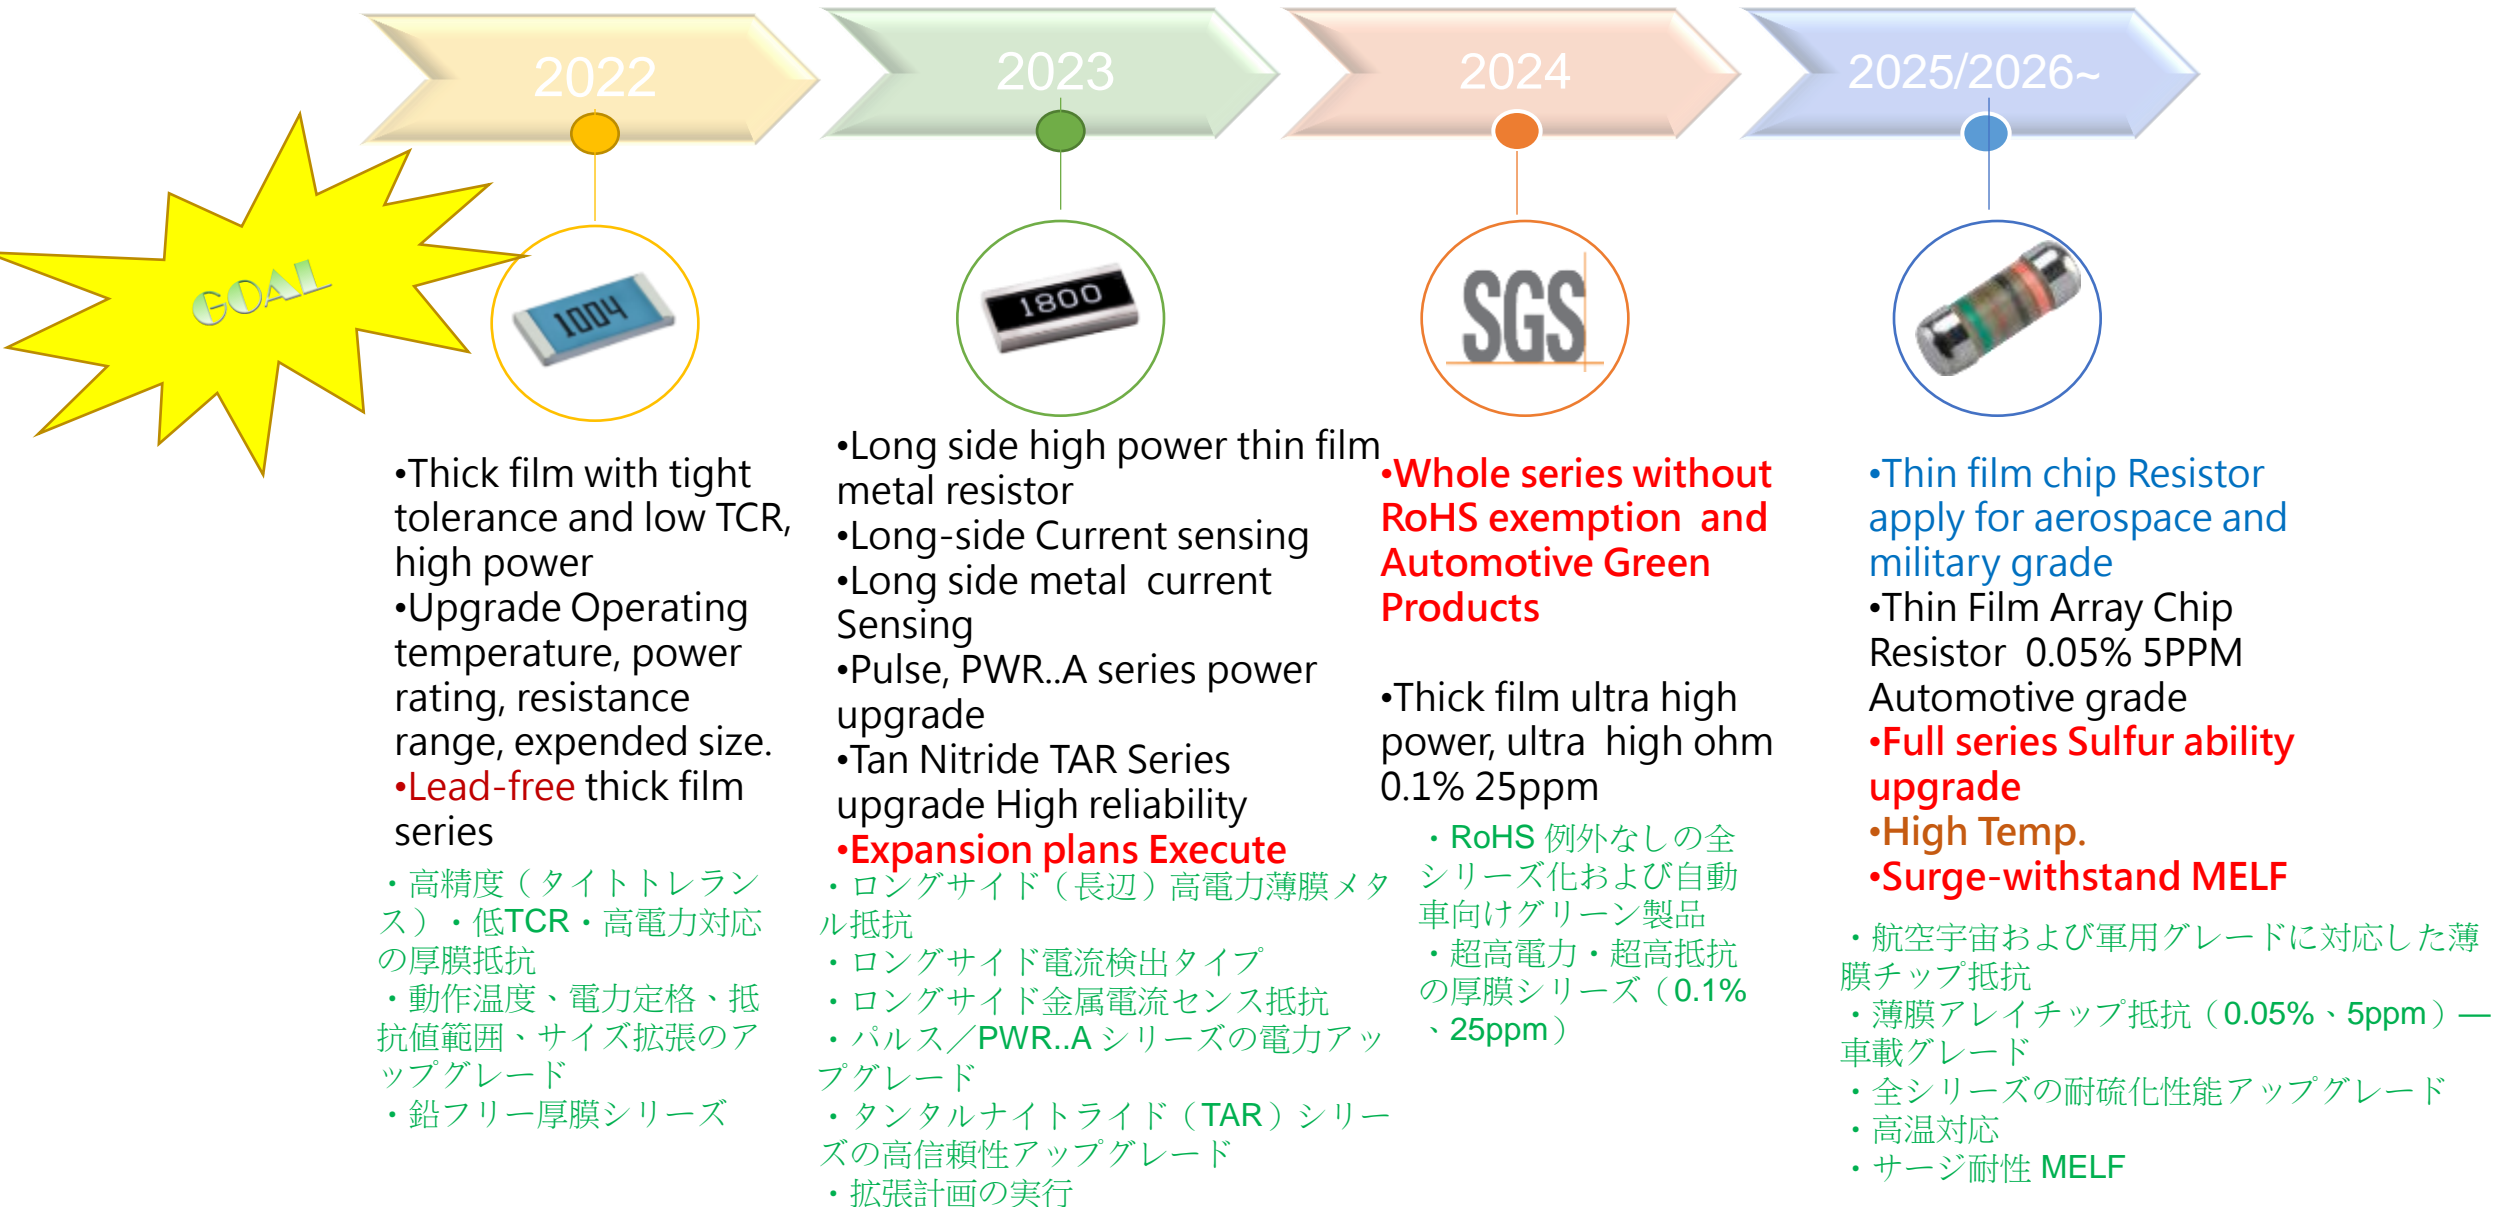 2022
2023
2024
2025/2026~
GOAL
1004
1800
SGS
•Thick film with tight
tolerance and low TCR,
high power
•Upgrade Operating
temperature, power
rating, resistance
range, expended size.
•Lead-free thick film
series
・高精度（タイトトレラン
ス）・低TCR・高電力対応
の厚膜抵抗
・動作温度、電力定格、抵
抗値範囲、サイズ拡張のア
ップグレード
・鉛フリー厚膜シリーズ
•Long side high power thin film
metal resistor
•Long-side Current sensing
•Long side metal  current
Sensing
•Pulse, PWR..A series power
upgrade
•Tan Nitride TAR Series
upgrade High reliability
•Expansion plans Execute
・ロングサイド（長辺）高電力薄膜メタ
ル抵抗
・ロングサイド電流検出タイプ
・ロングサイド金属電流センス抵抗
・パルス／PWR..A シリーズの電力アッ
プグレード
・タンタルナイトライド（TAR）シリー
ズの高信頼性アップグレード
・拡張計画の実行
•Whole series without
RoHS exemption  and
Automotive Green
Products
•Thick film ultra high
power, ultra  high ohm
0.1% 25ppm
・RoHS 例外なしの全
シリーズ化および自動
車向けグリーン製品
・超高電力・超高抵抗
の厚膜シリーズ（0.1%
、25ppm）
•Thin film chip Resistor
apply for aerospace and
military grade
•Thin Film Array Chip
Resistor  0.05% 5PPM
Automotive grade
•Full series Sulfur ability
upgrade
•High Temp.
•Surge-withstand MELF
・航空宇宙および軍用グレードに対応した薄
膜チップ抵抗
・薄膜アレイチップ抵抗（0.05%、5ppm）—
車載グレード
・全シリーズの耐硫化性能アップグレード
・高温対応
・サージ耐性 MELF